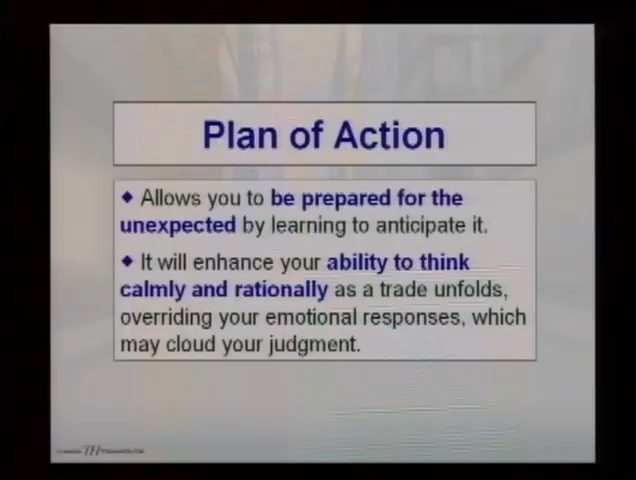 Plan of Action
◆ Allows you to be prepared for the
unexpected by learning to anticipate it.
◆ It will enhance your ability to think
calmly and rationally as a trade unfolds,
overriding your emotional responses, which
may cloud your judgment.